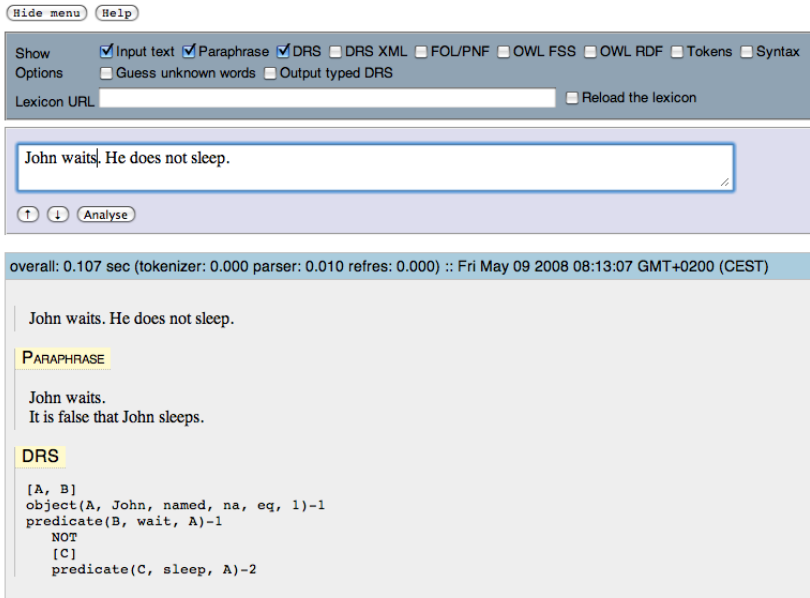 Hide menu Help
Show Input text Paraphrase DRS DRS XML FOL/PNF OWL FSS OWL RDF Tokens Syntax
Options Guess unknown words Output typed DRS
Lexicon URL Reload the lexicon
John waits. He does not sleep.
↑ ↓ Analyse
overall: 0.107 sec (tokenizer: 0.000 parser: 0.010 refres: 0.000) :: Fri May 09 2008 08:13:07 GMT+0200 (CEST)
John waits. He does not sleep.
PARAPHRASE
John waits.
It is false that John sleeps.
DRS
[A, B]
object(A, John, named, na, eq, 1)-1
predicate(B, wait, A)-1
NOT
[C]
predicate(C, sleep, A)-2